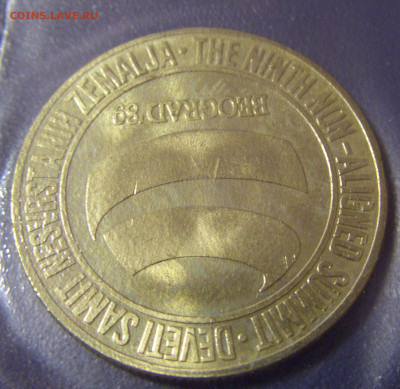 COINS.LAVE.RU
THE NINTH NON-ALIGNED SUMMIT · DEVETI SAMIT NESVRSTANIH ZEMALJA ·
BEOGRAD'89